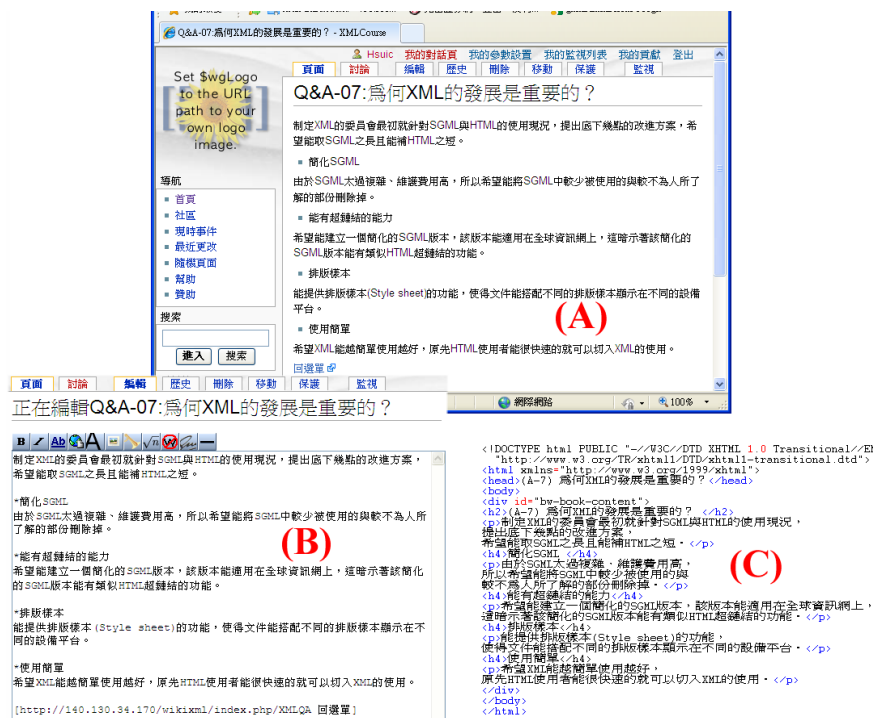 Q&A-07:為何XML的發展是重要的？ - XMLCourse
Hsuic 我的對話頁 我的參數設置 我的監視列表 我的貢獻 登出
頁面 討論 編輯 歷史 刪除 移動 保護 監視
Set $wgLogo
to the URL
path to your
own logo
image.
Q&A-07:為何XML的發展是重要的？
制定XML的委員會最初就針對SGML與HTML的使用現況，提出底下幾點的改進方案，希
望能取SGML之長且能補HTML之短。
簡化SGML
由於SGML太過複雜、維護費用高，所以希望能將SGML中較少被使用的與較不為人所了
解的部份刪除掉。
能有超鏈結的能力
希望能建立一個簡化的SGML版本，該版本能適用在全球資訊網上，這暗示著該簡化的
SGML版本能有類似HTML超鏈結的功能。
排版樣本
能提供排版樣本(Style sheet)的功能，使得文件能搭配不同的排版樣本顯示在不同的設備
平台。
使用簡單
希望XML能越簡單使用越好，原先HTML使用者能很快速的就可以切入XML的使用。
回選單
(A)
導航
首頁
社區
現時事件
最近更改
隨機頁面
幫助
贊助
搜索
進入 搜索
網際網路 100%
頁面 討論 編輯 歷史 刪除 移動 保護 監視
正在編輯Q&A-07:為何XML的發展是重要的？
B I Ab A √n —
制定XML的委員會最初就針對SGML與HTML的使用現況，提出底下幾點的改進方案，
希望能取SGML之長且能補HTML之短。
*簡化SGML
由於SGML太過複雜、維護費用高，所以希望能將SGML中較少被使用的與較不為人所
了解的部份刪除掉。
*能有超鏈結的能力
希望能建立一個簡化的SGML版本，該版本能適用在全球資訊網上，這暗示著該簡化
的SGML版本能有類似HTML超鏈結的功能。
*排版樣本
能提供排版樣本(Style sheet)的功能，使得文件能搭配不同的排版樣本顯示在不
同的設備平台。
*使用簡單
希望XML能越簡單使用越好，原先HTML使用者能很快速的就可以切入XML的使用。
[http://140.130.34.170/wikixml/index.php/XMLQA 回選單]
(B)
<!DOCTYPE html PUBLIC "-//W3C//DTD XHTML 1.0 Transitional//EN
"http://www.w3.org/TR/xhtml1/DTD/xhtml1-transitional.dtd">
<html xmlns="http://www.w3.org/1999/xhtml">
<head>(A-7) 為何XML的發展是重要的？</head>
<body>
<div id="bw-book-content">
<h2>(A-7) 為何XML的發展是重要的？ </h2>
<p>制定XML的委員會最初就針對SGML與HTML的使用現況，
提出底下幾點的改進方案，
希望能取SGML之長且能補HTML之短。</p>
<h4>簡化SGML </h4>
<p>由於SGML太過複雜、維護費用高，
所以希望能將SGML中較少被使用的與
較不為人所了解的部份刪除掉。</p>
<h4>能有超鏈結的能力</h4>
<p>希望能建立一個簡化的SGML版本，該版本能適用在全球資訊網上，
這暗示著該簡化的SGML版本能有類似HTML超鏈結的功能。</p>
<h4>排版樣本</h4>
<p>能提供排版樣本(Style sheet)的功能，
使得文件能搭配不同的排版樣本顯示在不同的設備平台。</p>
<h4>使用簡單</h4>
<p>希望XML能越簡單使用越好，
原先HTML使用者能很快速的就可以切入XML的使用。</p>
</div>
</body>
</html>
(C)